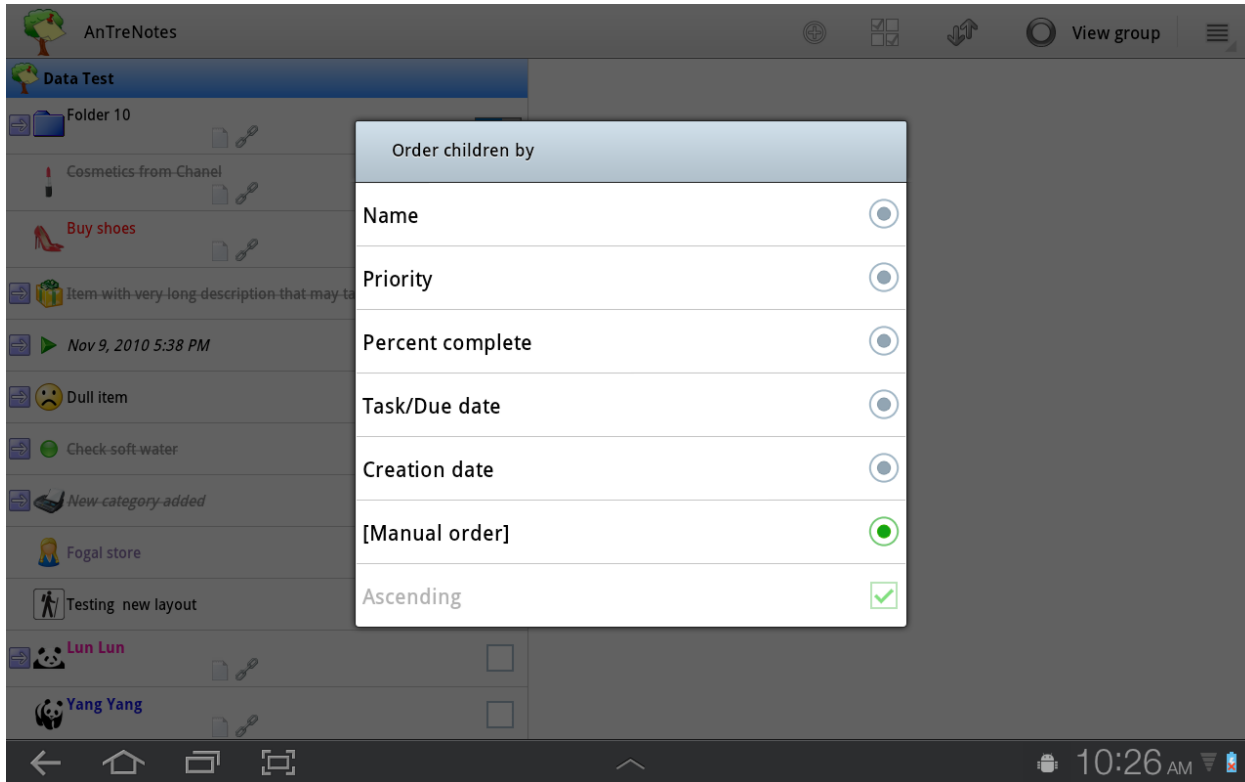 AnTreNotes
View group
Data Test
Folder 10
Cosmetics from Chanel
Buy shoes
Item with very long description that may ta
Nov 9, 2010 5:38 PM
Dull item
Check soft water
New category added
Fogal store
Testing new layout
Lun Lun
Yang Yang
Order children by
Name
Priority
Percent complete
Task/Due date
Creation date
[Manual order]
Ascending
10:26 AM